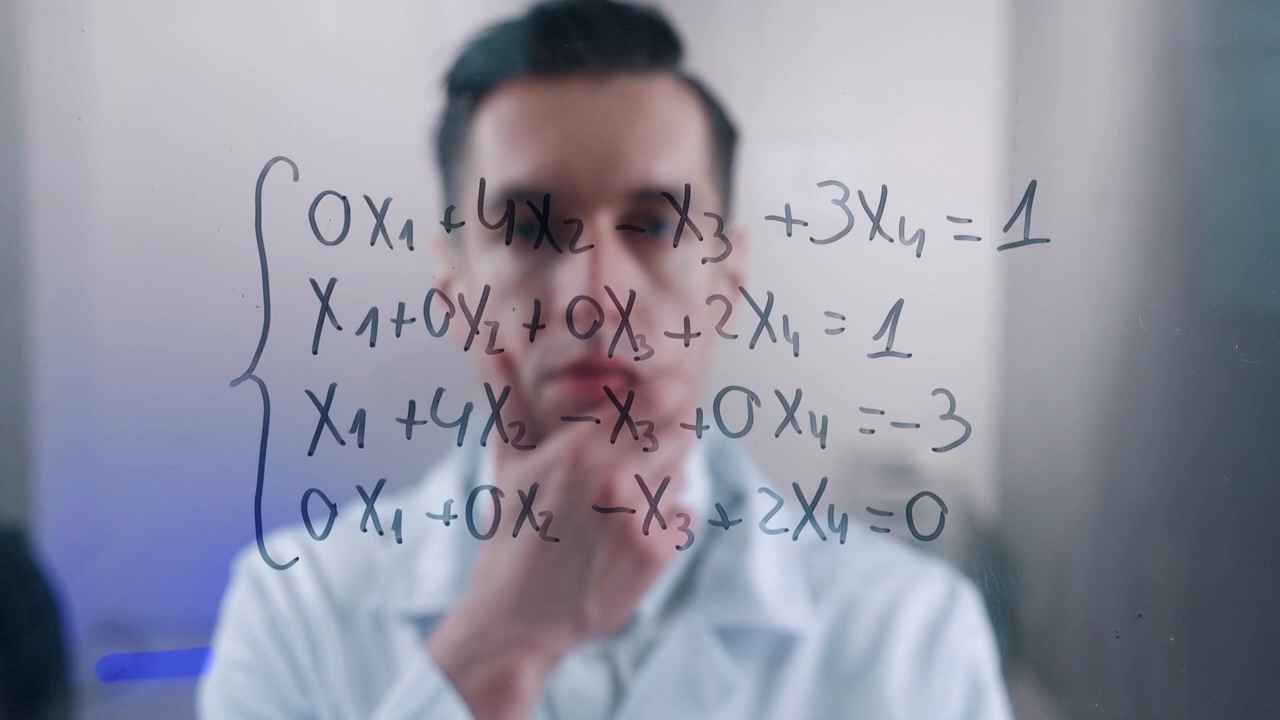 0x₁ + 4x₂ - x₃ + 3x₄ = 1
x₁ + 0x₂ + 0x₃ + 2x₄ = 1
x₁ + 4x₂ - x₃ + 0x₄ = -3
0x₁ + 0x₂ - x₃ + 2x₄ = 0